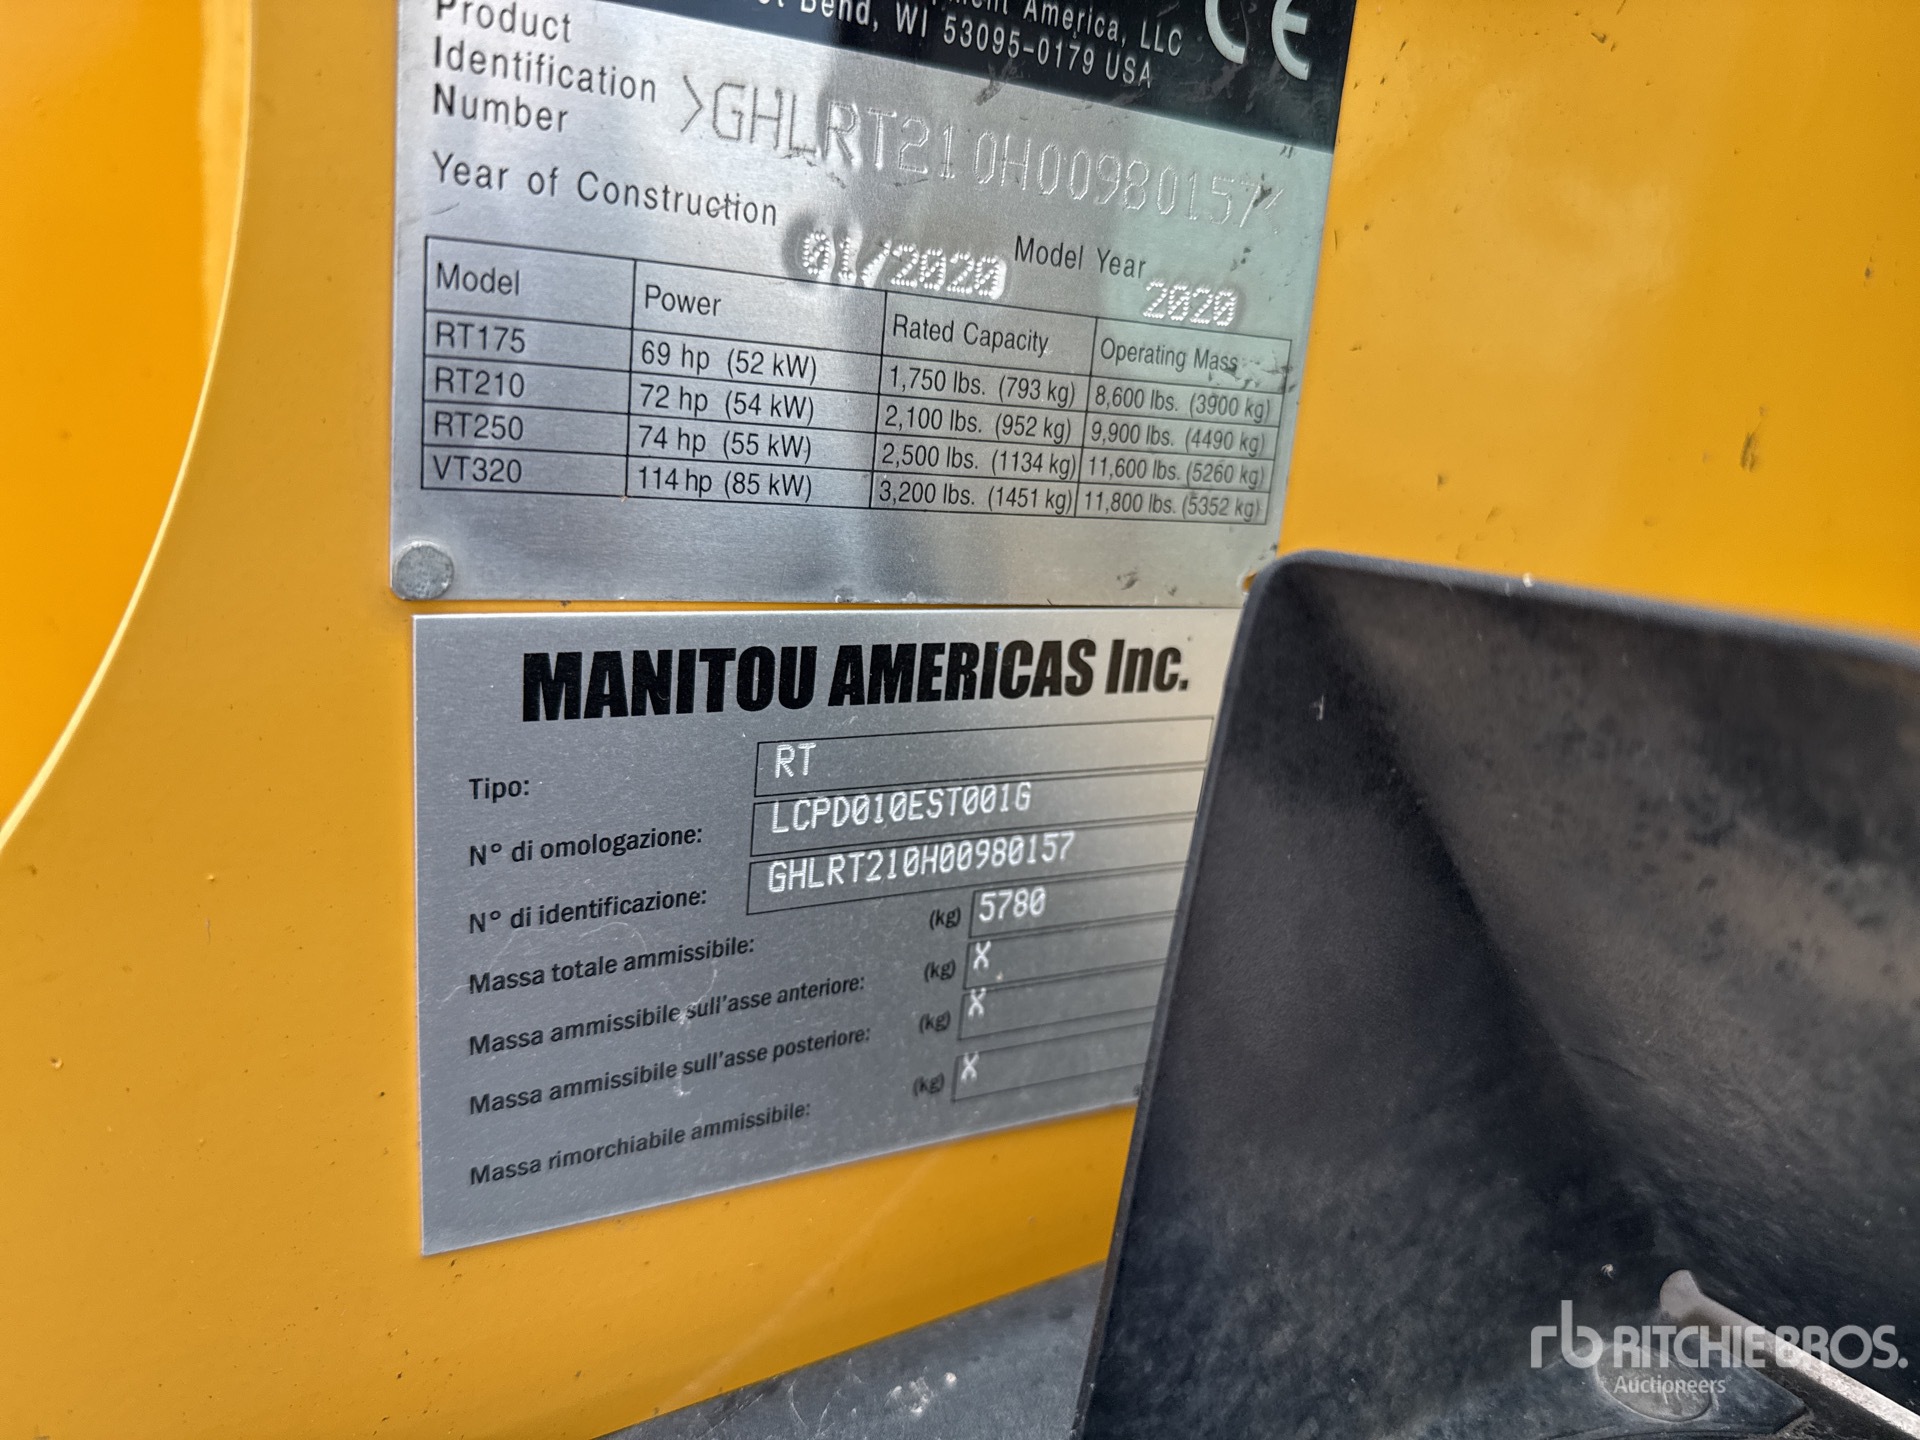 America, LLC
Bend, WI 53095-0179 USA
CE
Product
Identification
Number
>GHLRT210H00980157
Year of Construction 01/2020 Model Year 2020
Model Power Rated Capacity Operating Mass
RT175 69 hp (52 kW) 1,750 lbs. (793 kg) 8,600 lbs. (3900 kg)
RT210 72 hp (54 kW) 2,100 lbs. (952 kg) 9,900 lbs. (4490 kg)
RT250 74 hp (55 kW) 2,500 lbs. (1134 kg) 11,600 lbs. (5260 kg)
VT320 114 hp (85 kW) 3,200 lbs. (1451 kg) 11,800 lbs. (5352 kg)
MANITOU AMERICAS Inc.
Tipo: RT
N° di omologazione: LCPD010EST001G
N° di identificazione: GHLRT210H00980157
Massa totale ammissibile: (kg) 5780
Massa ammissibile sull'asse anteriore: (kg) X
Massa ammissibile sull'asse posteriore: (kg) X
Massa rimorchiabile ammissibile: (kg) X
rb RITCHIE BROS.
Auctioneers